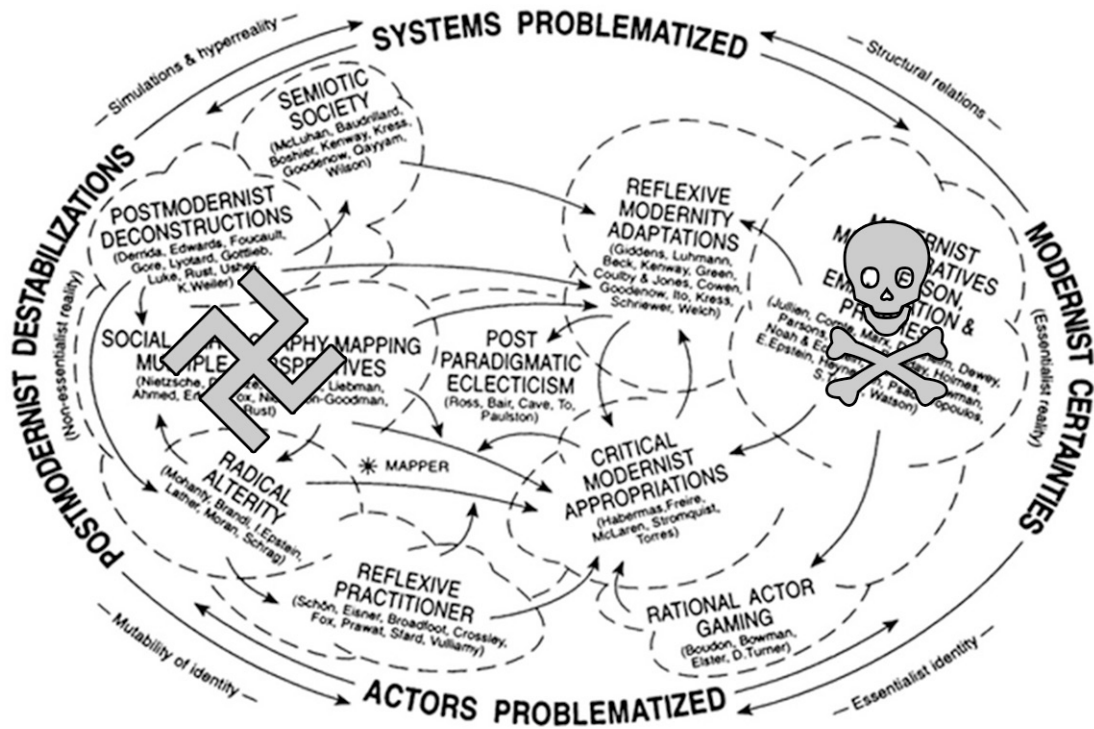 SYSTEMS PROBLEMATIZED
Simulations & hyperreality
Structural relations
SEMIOTIC
SOCIETY
(McLuhan, Baudrillard,
Boshier, Kenway, Kress,
Goodenow, Qayyam,
Wilson)
POSTMODERNIST DESTABILIZATIONS
(Non-essentialist reality)
POSTMODERNIST
DECONSTRUCTIONS
(Derrida, Edwards, Foucault,
Gore, Lyotard, Gottlieb,
Luke, Rust, Usher,
K.Weiler)
REFLEXIVE
MODERNITY
ADAPTATIONS
(Giddens, Luhmann,
Beck, Kenway, Green,
Coulby & Jones, Cowen,
Goodenow, Ito, Kress,
Schriewer, Welch)
&
(Jullien, Marx, Dewey,
Parsons, Holmes,
Noah &
E.Epstein,
Watson)
MODERNIST CERTAINTIES
(Essentialist reality)
SOCIAL MAPPING
(Nietzsche, Liebman,
Ahmed,
Rust)
POST
PARADIGMATIC
ECLECTICISM
(Ross, Bair, Cave, To,
Paulston)
RADICAL
ALTERITY
(Mohanty, Brandi, I.Epstein,
Lather, Moran, Schrag)
MAPPER
CRITICAL
MODERNIST
APPROPRIATIONS
(Habermas,Freire,
McLaren, Stromquist,
Torres)
REFLEXIVE
PRACTITIONER
(Schön, Eisner, Broadfoot, Crossley,
Fox, Prawat, Sfard, Vulliamy)
RATIONAL ACTOR
GAMING
(Boudon, Bowman,
Elster, D.Turner)
Mutability of identity
Essentialist identity
ACTORS PROBLEMATIZED